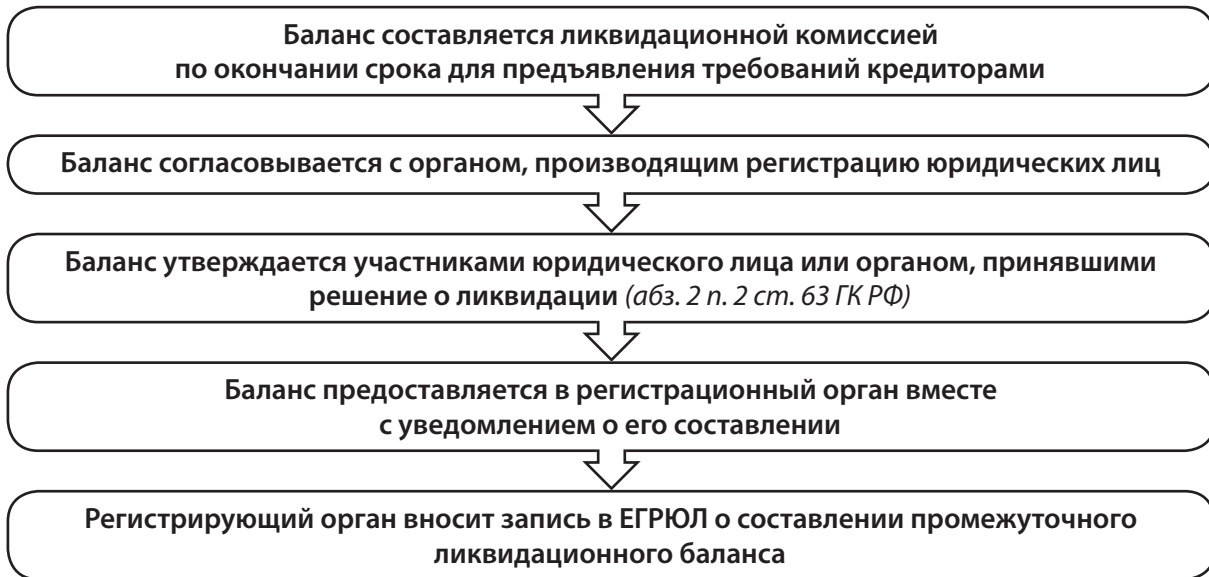 Баланс составляется ликвидационной комиссией
по окончании срока для предъявления требований кредиторами
Баланс согласовывается с органом, производящим регистрацию юридических лиц
Баланс утверждается участниками юридического лица или органом, принявшими
решение о ликвидации (абз. 2 п. 2 ст. 63 ГК РФ)
Баланс предоставляется в регистрационный орган вместе
с уведомлением о его составлении
Регистрирующий орган вносит запись в ЕГРЮЛ о составлении промежуточного
ликвидационного баланса